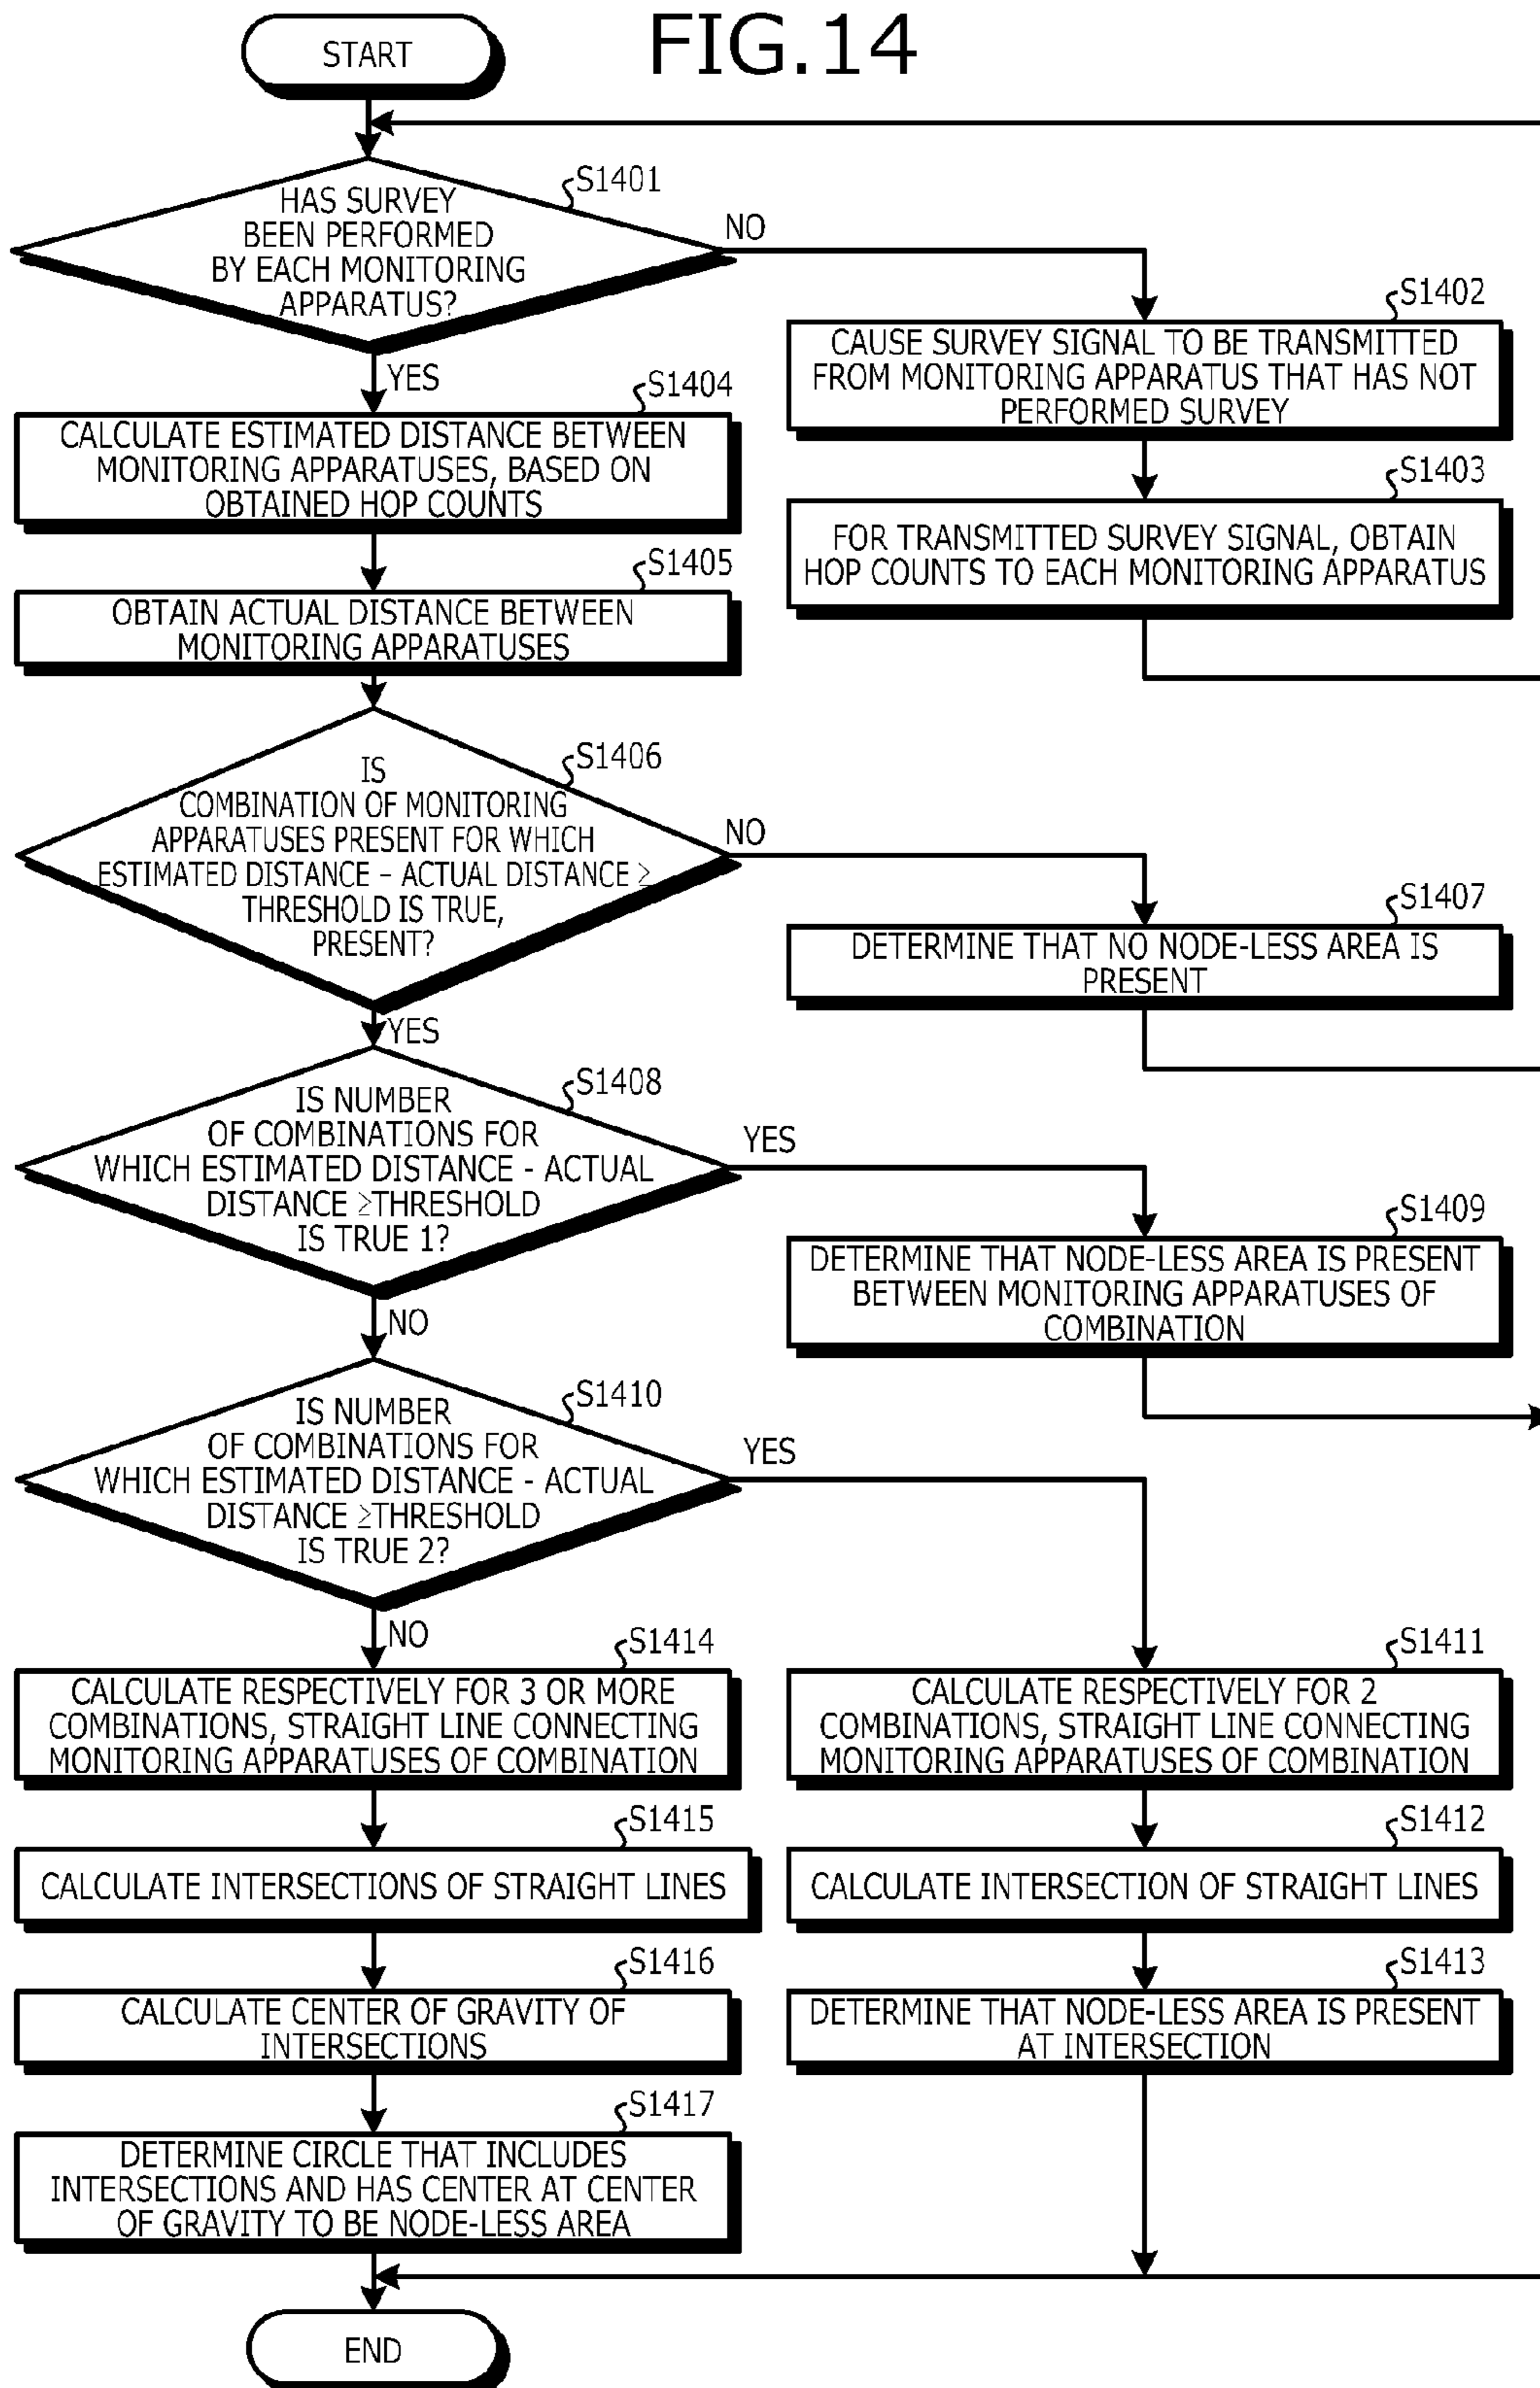 FIG.14
START
S1401
HAS SURVEY
BEEN PERFORMED
BY EACH MONITORING
APPARATUS?
NO
YES
S1402
CAUSE SURVEY SIGNAL TO BE TRANSMITTED
FROM MONITORING APPARATUS THAT HAS NOT
PERFORMED SURVEY
S1403
FOR TRANSMITTED SURVEY SIGNAL, OBTAIN
HOP COUNTS TO EACH MONITORING APPARATUS
S1404
CALCULATE ESTIMATED DISTANCE BETWEEN
MONITORING APPARATUSES, BASED ON
OBTAINED HOP COUNTS
S1405
OBTAIN ACTUAL DISTANCE BETWEEN
MONITORING APPARATUSES
S1406
IS
COMBINATION OF MONITORING
APPARATUSES PRESENT FOR WHICH
ESTIMATED DISTANCE – ACTUAL DISTANCE ≥
THRESHOLD IS TRUE,
PRESENT?
NO
YES
S1407
DETERMINE THAT NO NODE-LESS AREA IS
PRESENT
S1408
IS NUMBER
OF COMBINATIONS FOR
WHICH ESTIMATED DISTANCE - ACTUAL
DISTANCE ≥THRESHOLD
IS TRUE 1?
YES
NO
S1409
DETERMINE THAT NODE-LESS AREA IS PRESENT
BETWEEN MONITORING APPARATUSES OF
COMBINATION
S1410
IS NUMBER
OF COMBINATIONS FOR
WHICH ESTIMATED DISTANCE - ACTUAL
DISTANCE ≥THRESHOLD
IS TRUE 2?
YES
NO
S1411
CALCULATE RESPECTIVELY FOR 2
COMBINATIONS, STRAIGHT LINE CONNECTING
MONITORING APPARATUSES OF COMBINATION
S1412
CALCULATE INTERSECTION OF STRAIGHT LINES
S1413
DETERMINE THAT NODE-LESS AREA IS PRESENT
AT INTERSECTION
S1414
CALCULATE RESPECTIVELY FOR 3 OR MORE
COMBINATIONS, STRAIGHT LINE CONNECTING
MONITORING APPARATUSES OF COMBINATION
S1415
CALCULATE INTERSECTIONS OF STRAIGHT LINES
S1416
CALCULATE CENTER OF GRAVITY OF
INTERSECTIONS
S1417
DETERMINE CIRCLE THAT INCLUDES
INTERSECTIONS AND HAS CENTER AT CENTER
OF GRAVITY TO BE NODE-LESS AREA
END